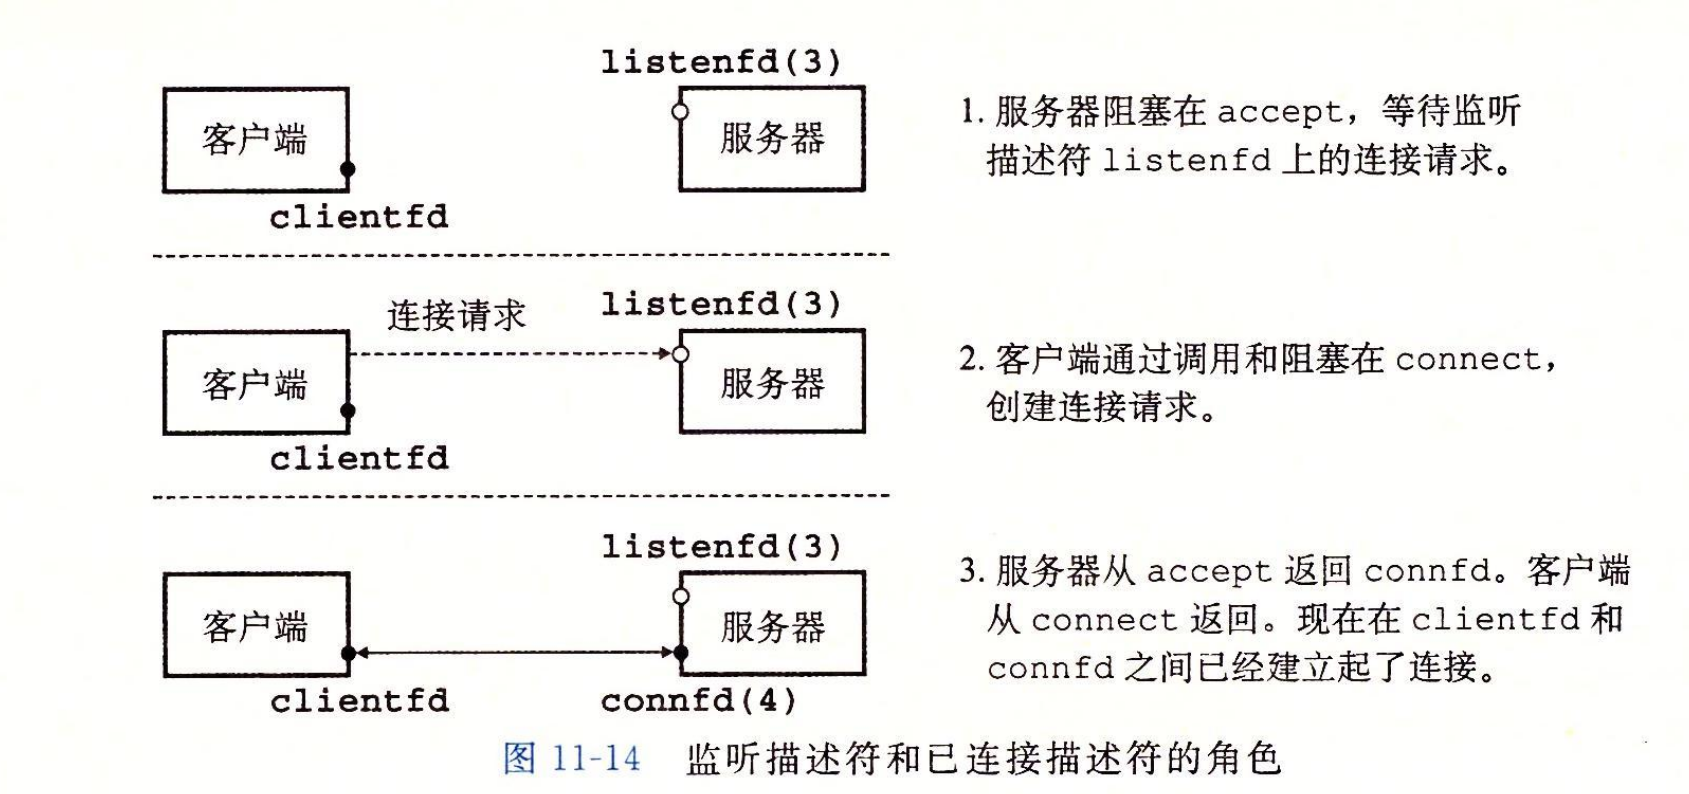 listenfd(3)
客户端
服务器
clientfd
1. 服务器阻塞在 accept，等待监听
描述符 listenfd 上的连接请求。
连接请求
listenfd(3)
客户端
服务器
clientfd
2. 客户端通过调用和阻塞在 connect，
创建连接请求。
listenfd(3)
客户端
服务器
clientfd
connfd(4)
3. 服务器从 accept 返回 connfd。客户端
从 connect 返回。现在在 clientfd 和
connfd 之间已经建立起了连接。
图 11-14 监听描述符和已连接描述符的角色